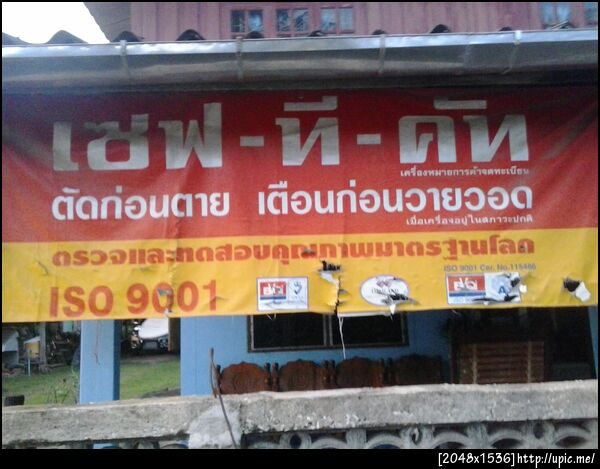 เซฟ-ที-คัท
เครื่องหมายการค้าจดทะเบียน
ตัดก่อนตาย เตือนก่อนวายวอด
เมื่อเครื่องอยู่ในสภาวะปกติ
ตรวจและทดสอบคุณภาพมาตรฐานโลก
ISO 9001 Cer. No.115466
ISO 9001
[2048x1536]http://upic.me/